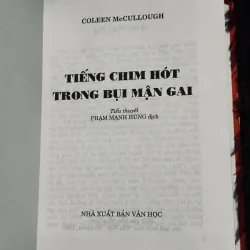 COLEEN McCULLOUGH
TIẾNG CHIM HÓT
TRONG BỤI MẬN GAI
Tiểu thuyết
PHẠM MẠNH HÙNG dịch
NHÀ XUẤT BẢN VĂN HỌC